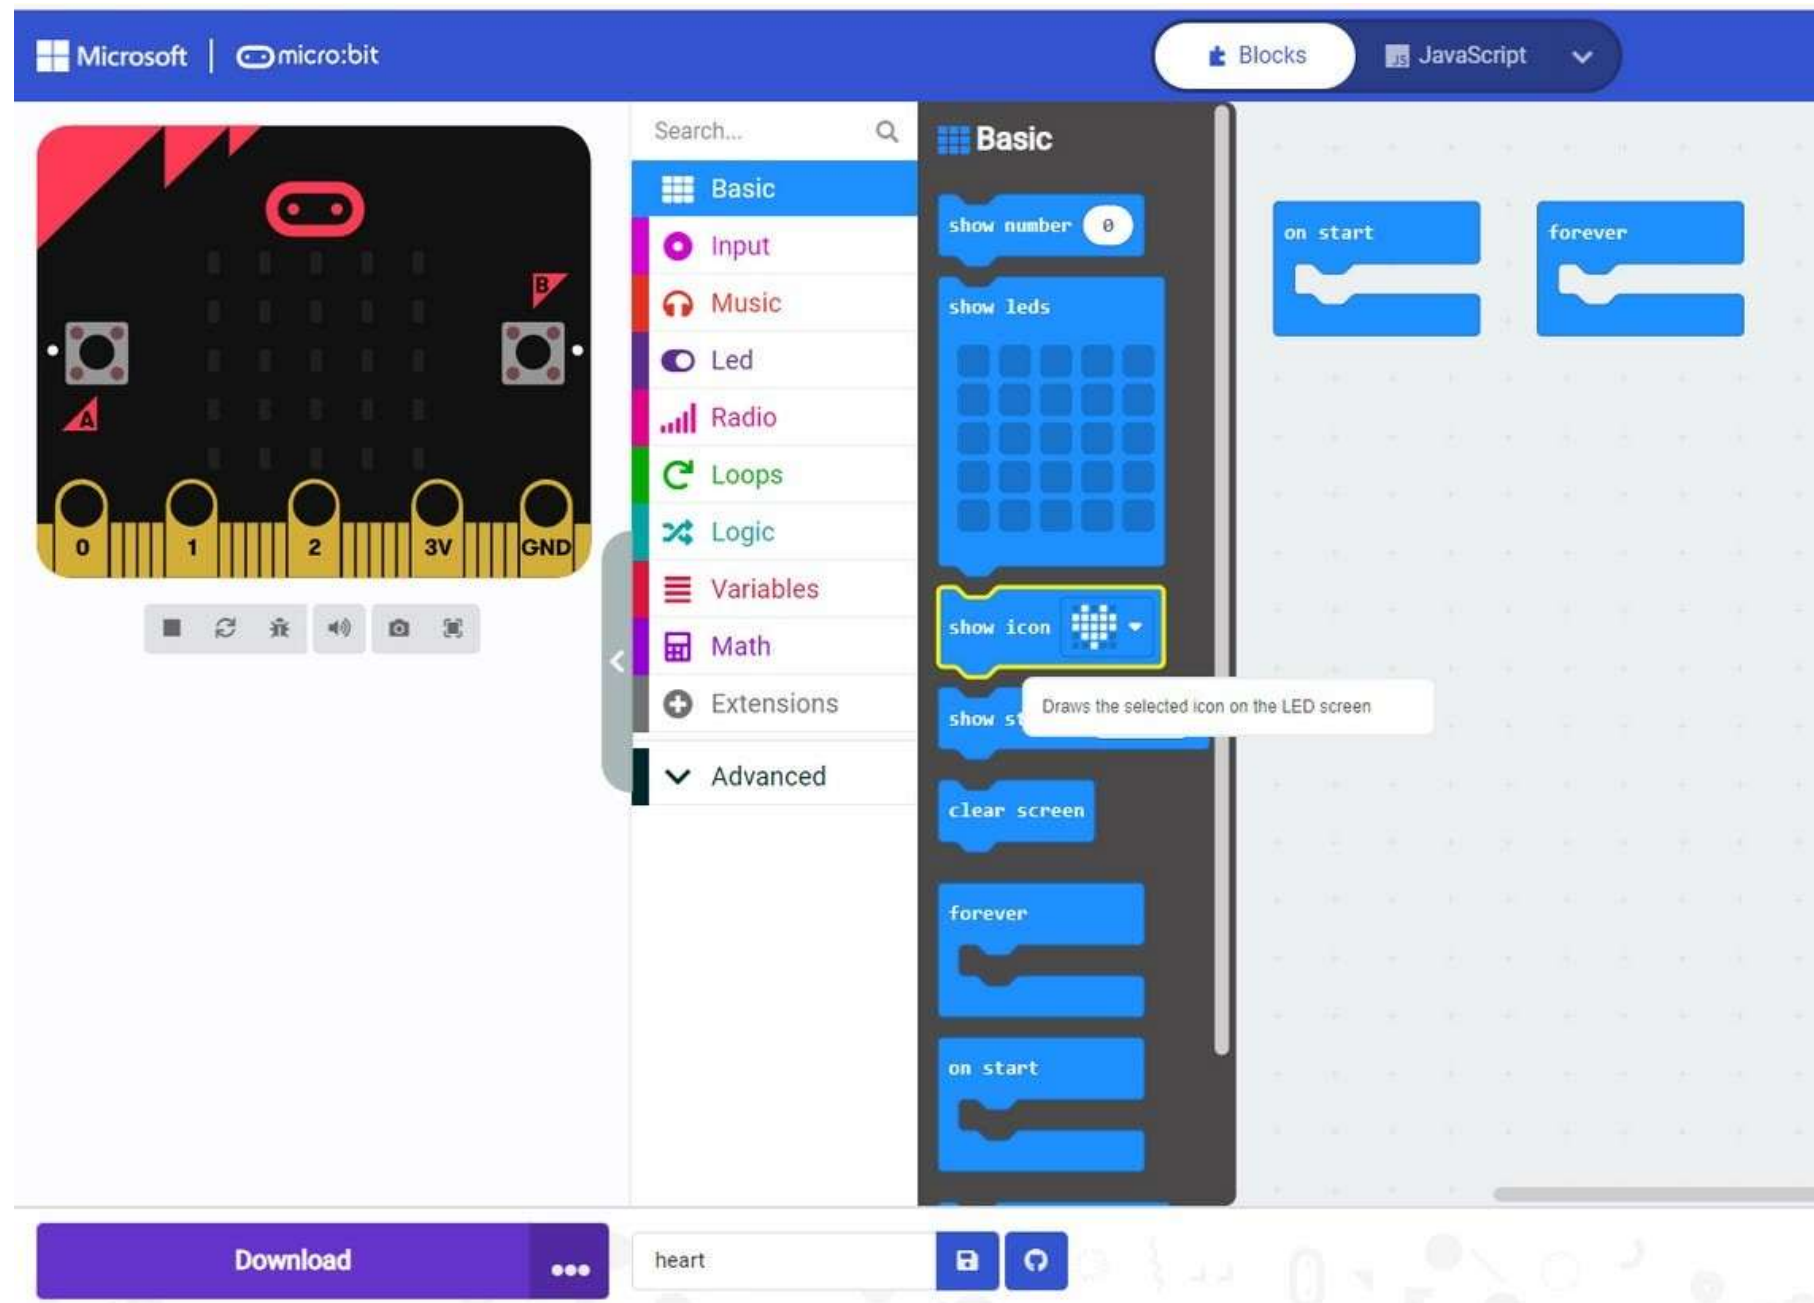 Microsoft | micro:bit
Blocks
JS JavaScript
B
A
0 1 2 3V GND
Search...
Basic
Input
Music
Led
Radio
Loops
Logic
Variables
Math
Extensions
Advanced
Basic
show number 0
show leds
show icon
Draws the selected icon on the LED screen
show
clear screen
forever
on start
on start
forever
Download
heart